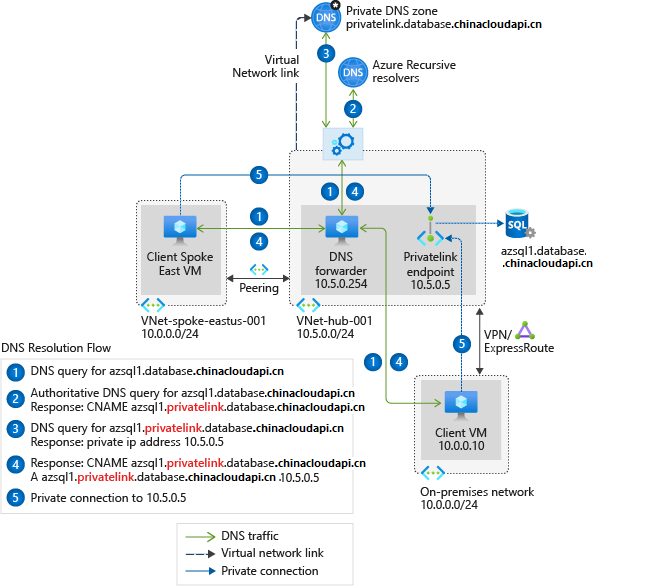 DNS
Private DNS zone
privatelink.database.chinacloudapi.cn
Virtual
Network link
3
DNS
Azure Recursive
resolvers
2
5
1
4
1
4
Client Spoke
East VM
DNS
forwarder
10.5.0.254
Privatelink
endpoint
10.5.0.5
SQL
azsql1.database.
.chinacloudapi.cn
Peering
VNet-spoke-eastus-001
10.0.0.0/24
VNet-hub-001
10.5.0.0/24
VPN/
ExpressRoute
5
1
4
Client VM
10.0.0.10
On-premises network
10.0.0.0/24
DNS Resolution Flow
1 DNS query for azsql1.database.chinacloudapi.cn
2 Authoritative DNS query for azsql1.database.chinacloudapi.cn
Response: CNAME azsql1.privatelink.database.chinacloudapi.cn
3 DNS query for azsql1.privatelink.database.chinacloudapi.cn
Response: private ip address 10.5.0.5
4 Response: CNAME azsql1.privatelink.database.chinacloudapi.cn
A azsql1.privatelink.database.chinacloudapi.cn .10.5.0.5
5 Private connection to 10.5.0.5
DNS traffic
Virtual network link
Private connection